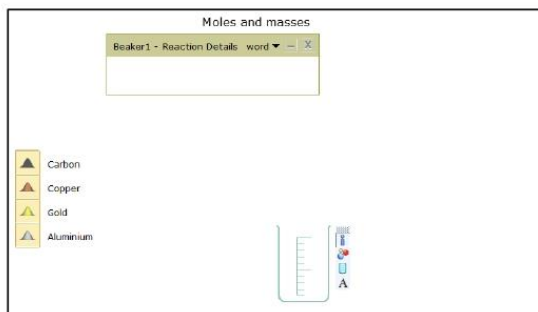 Moles and masses
Beaker1 - Reaction Details word
Carbon
Copper
Gold
Aluminium
A